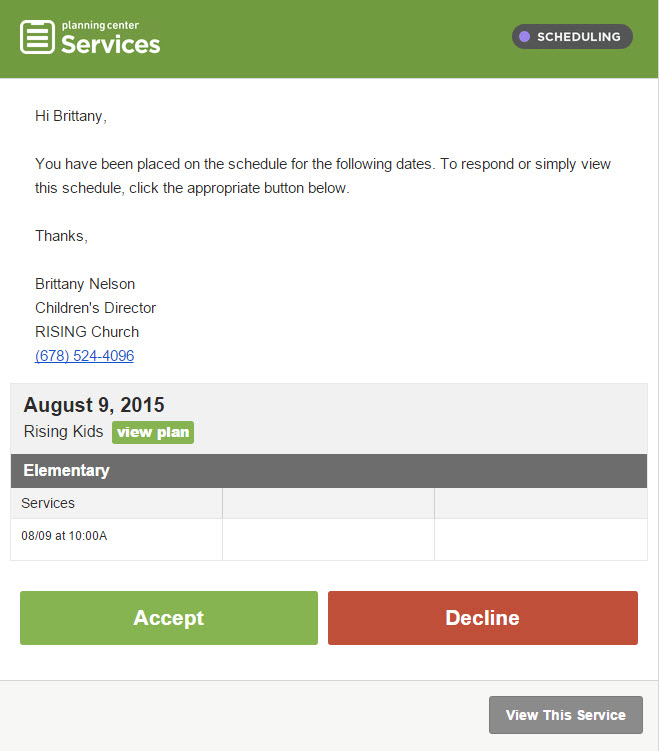 planning center
Services
SCHEDULING
Hi Brittany,
You have been placed on the schedule for the following dates. To respond or simply view
this schedule, click the appropriate button below.
Thanks,
Brittany Nelson
Children's Director
RISING Church
(678) 524-4096
August 9, 2015
Rising Kids view plan
Elementary
Services
08/09 at 10:00A
Accept Decline
View This Service